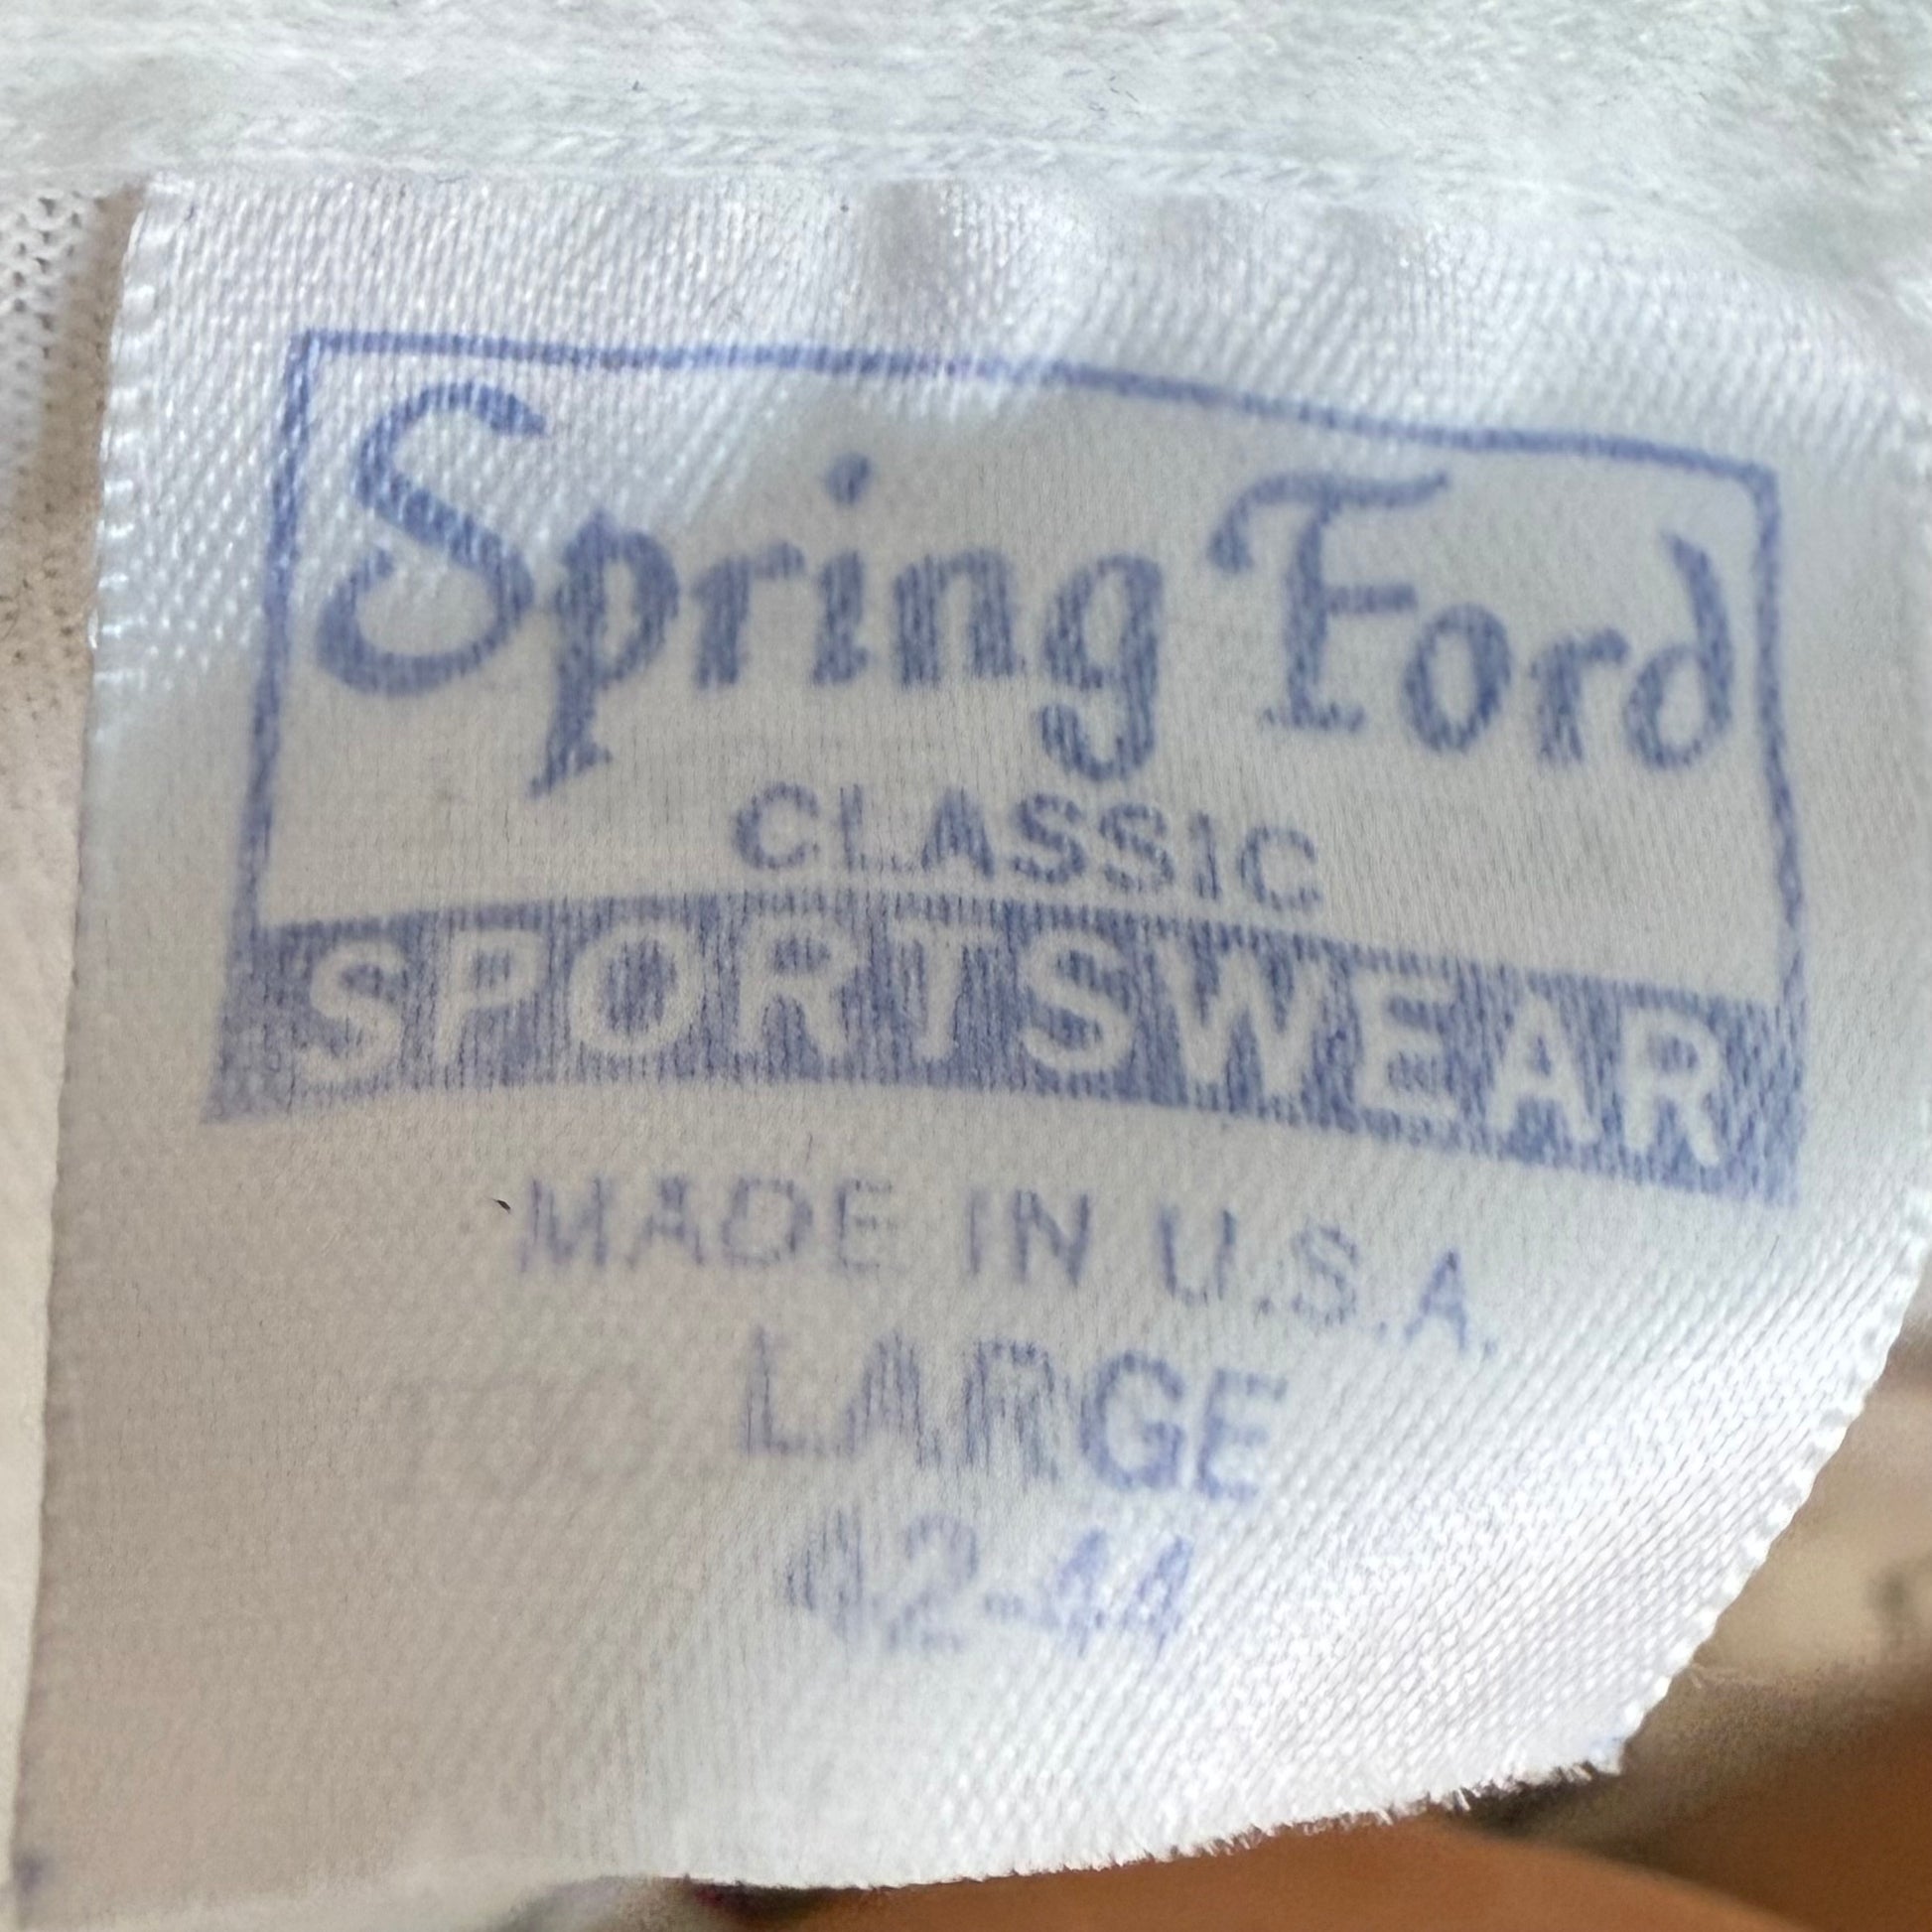 Spring Ford
CLASSIC
SPORTSWEAR
MADE IN U.S.A.
LARGE
42-44